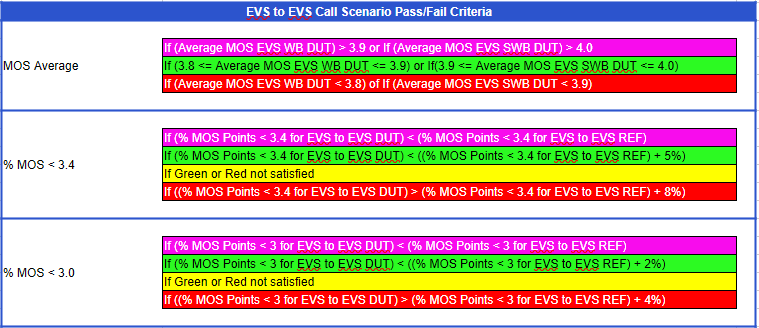 EVS to EVS Call Scenario Pass/Fail Criteria
MOS Average
If (Average MOS EVS WB DUT) > 3.9 or If (Average MOS EVS SWB DUT) > 4.0
If (3.8 <= Average MOS EVS WB DUT <= 3.9) or If(3.9 <= Average MOS EVS SWB DUT <= 4.0)
If (Average MOS EVS WB DUT < 3.8) of If (Average MOS EVS SWB DUT < 3.9)
% MOS < 3.4
If (% MOS Points < 3.4 for EVS to EVS DUT) < (% MOS Points < 3.4 for EVS to EVS REF)
If (% MOS Points < 3.4 for EVS to EVS DUT) < ((% MOS Points < 3.4 for EVS to EVS REF) + 5%)
If Green or Red not satisfied
If ((% MOS Points < 3.4 for EVS to EVS DUT) > (% MOS Points < 3.4 for EVS to EVS REF) + 8%)
% MOS < 3.0
If (% MOS Points < 3 for EVS to EVS DUT) < (% MOS Points < 3 for EVS to EVS REF)
If (% MOS Points < 3 for EVS to EVS DUT) < ((% MOS Points < 3 for EVS to EVS REF) + 2%)
If Green or Red not satisfied
If ((% MOS Points < 3 for EVS to EVS DUT) > (% MOS Points < 3 for EVS to EVS REF) + 4%)